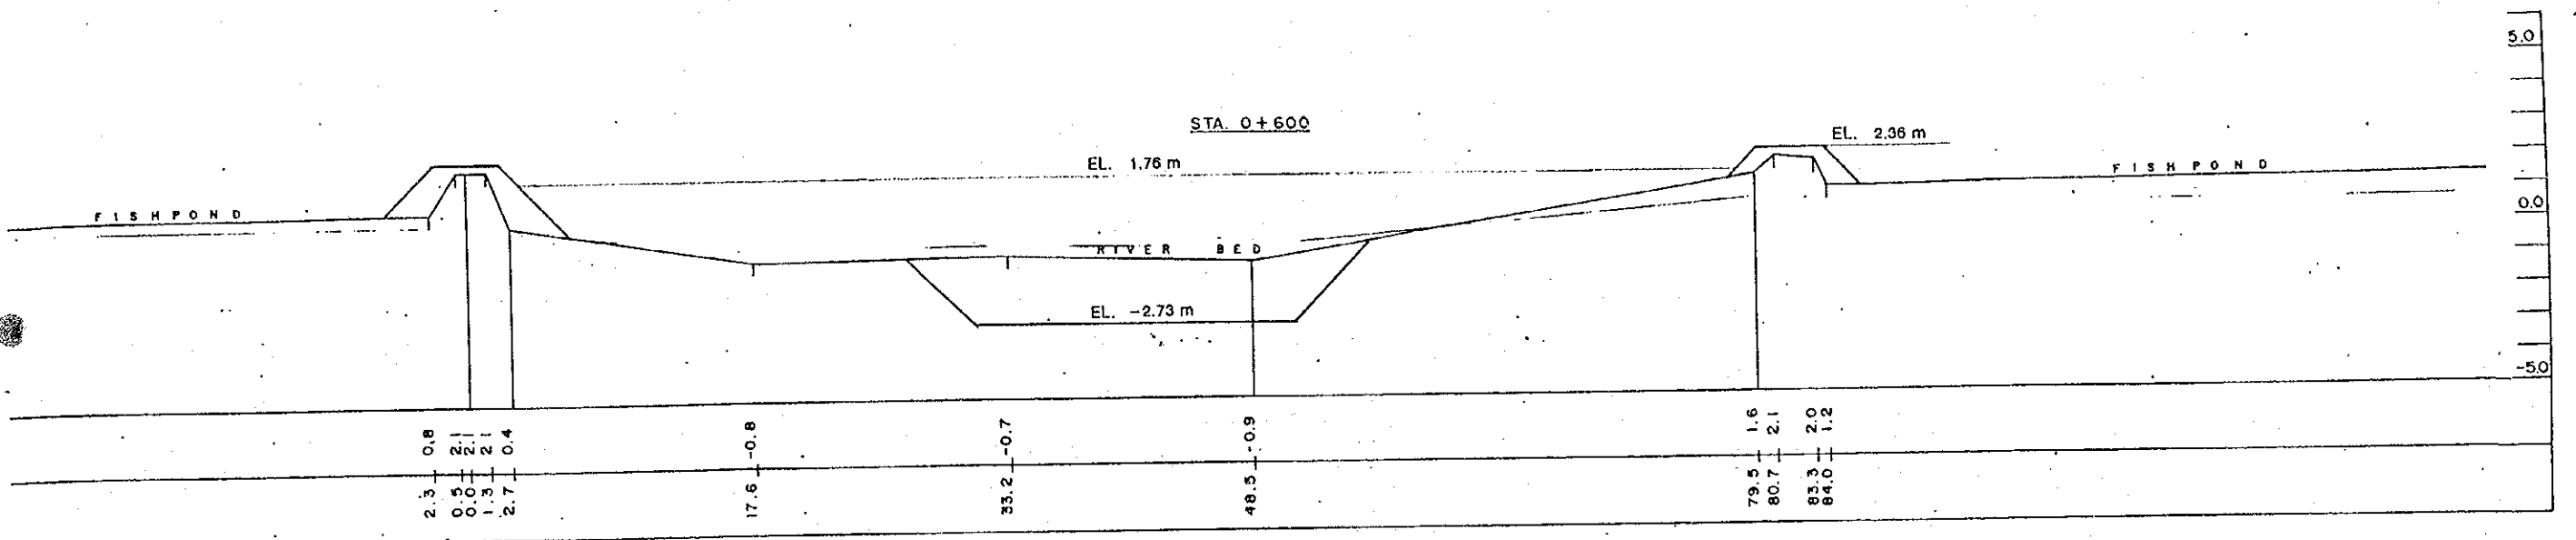 5.0
STA. 0+600
EL. 2.36 m
EL. 1.76 m
FISHPOND
FISHPOND
0.0
RIVER BED
EL. -2.73 m
-5.0
0.8 2.1 2.1 2.1 0.4 -0.8 -0.7 -0.9 1.6 2.1 2.0 1.2
2.3 0.5 0.0 1.3 2.7 17.6 33.2 48.5 79.5 80.7 83.3 84.0